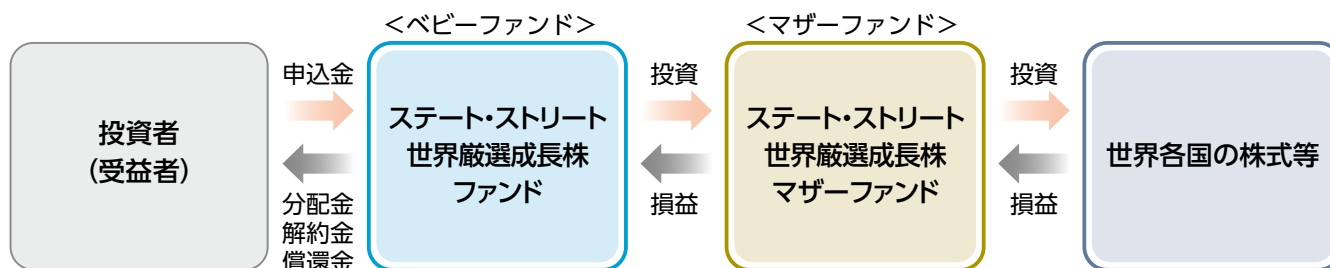 ＜ベビーファンド＞
＜マザーファンド＞
投資者
（受益者）
申込金
分配金
解約金
償還金
ステート・ストリート
世界厳選成長株
ファンド
投資
損益
ステート・ストリート
世界厳選成長株
マザーファンド
投資
損益
世界各国の株式等